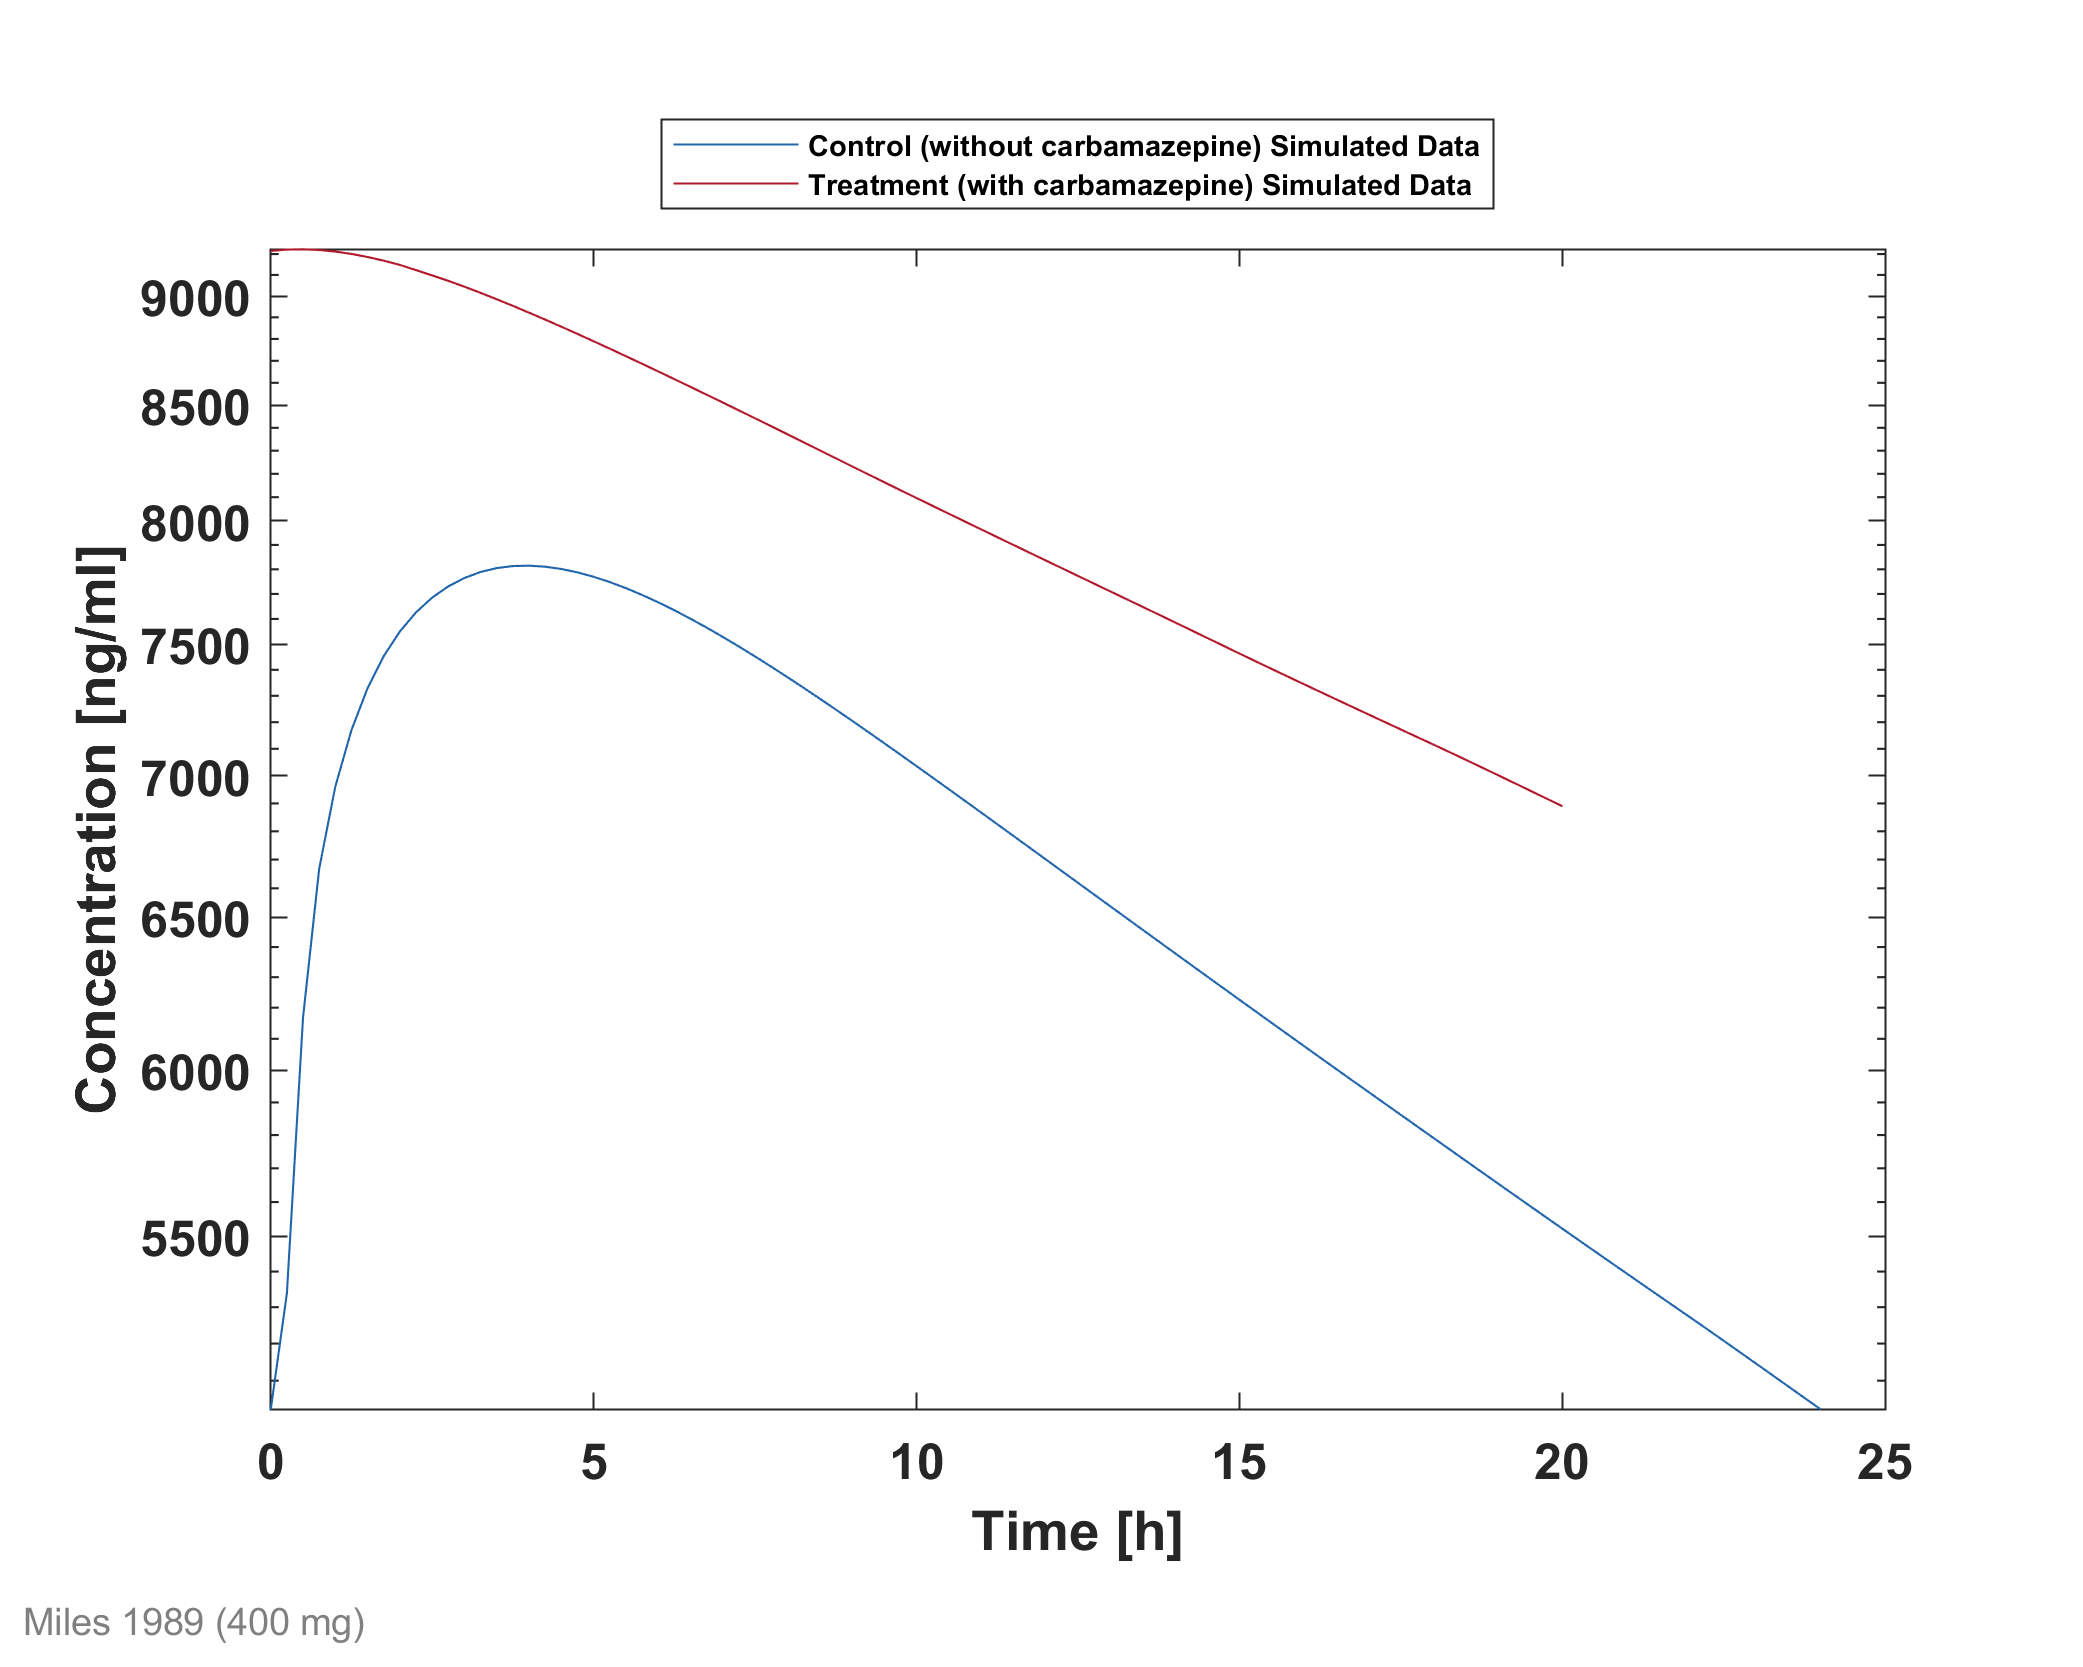 Control (without carbamazepine) Simulated Data
Treatment (with carbamazepine) Simulated Data
9000
8500
8000
7500
7000
6500
6000
5500
Concentration [ng/ml]
0 5 10 15 20 25
Time [h]
Miles 1989 (400 mg)